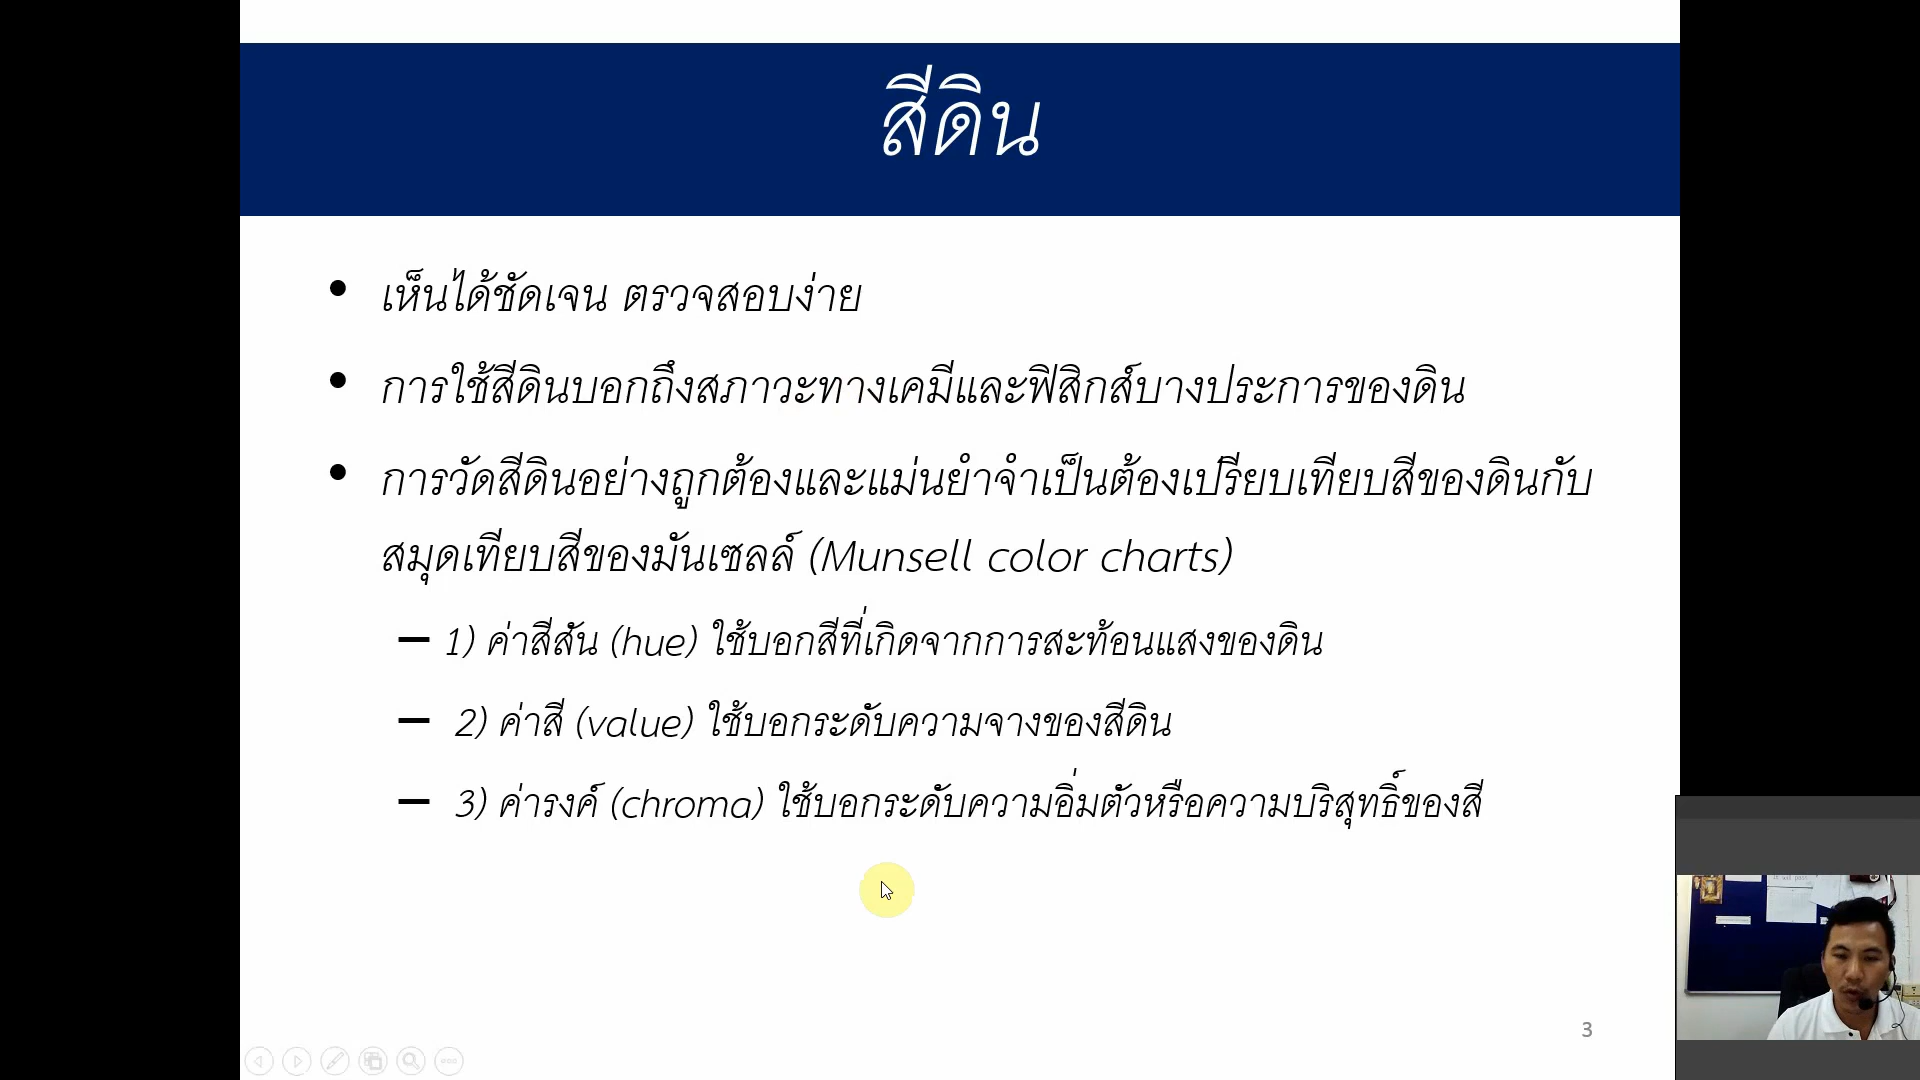 สีดิน
• เห็นได้ชัดเจน ตรวจสอบง่าย
• การใช้สีดินบอกถึงสภาวะทางเคมีและฟิสิกส์บางประการของดิน
• การวัดสีดินอย่างถูกต้องและแม่นยำจำเป็นต้องเปรียบเทียบสีของดินกับ
สมุดเทียบสีของมันเซลล์ (Munsell color charts)
– 1) ค่าสีสัน (hue) ใช้บอกสีที่เกิดจากการสะท้อนแสงของดิน
– 2) ค่าสี (value) ใช้บอกระดับความจางของสีดิน
– 3) ค่ารงค์ (chroma) ใช้บอกระดับความอิ่มตัวหรือความบริสุทธิ์ของสี
3